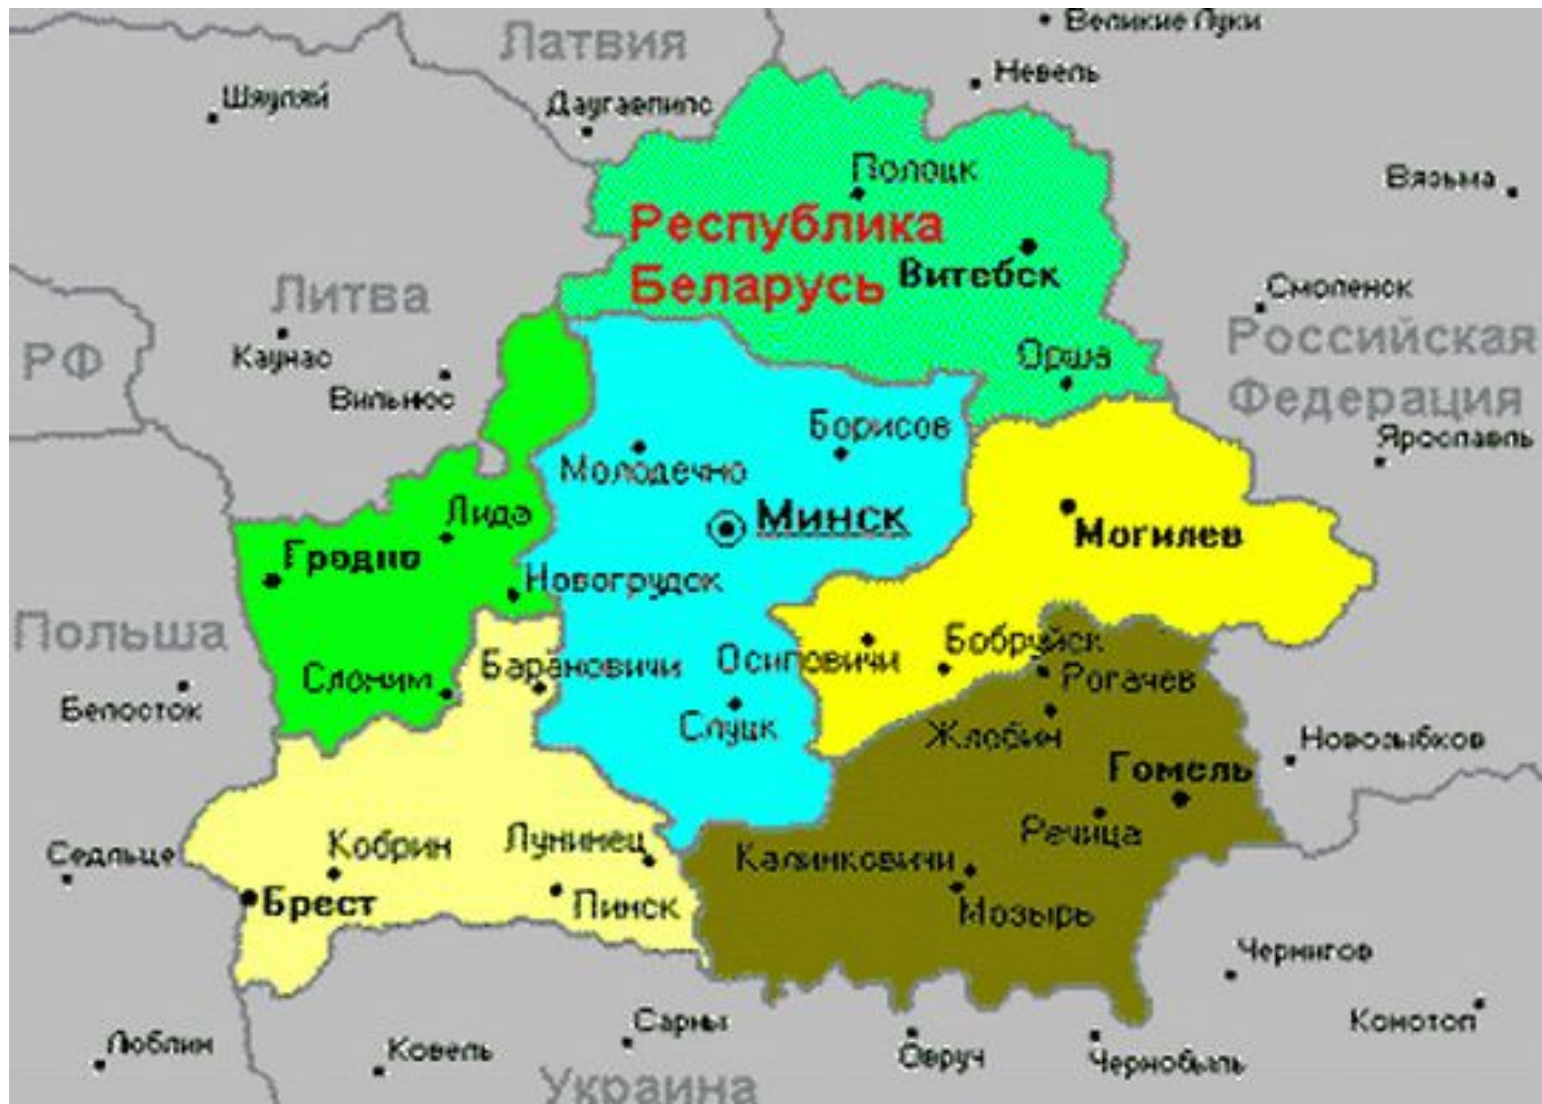 Великие Луки
Латвия
Невель
Шяуляй
Даугавпилс
Полоцк
Вязьма
Республика
Беларусь
Витебск
Литва
Смоленск
Каунас
РФ
Российская
Федерация
Орша
Вильнюс
Борисов
Ярославль
Молодечно
Лида
Минск
Могилев
Гродно
Новогрудок
Польша
Барановичи
Осиповичи
Бобруйск
Слоним
Рогачев
Белосток
Слуцк
Жлобин
Новозыбков
Гомель
Седльце
Кобрин
Лунинец
Речица
Калинковичи
Брест
Пинск
Мозырь
Чернигов
Сарны
Конотоп
Люблин
Ковель
Овруч
Чернобыль
Украина